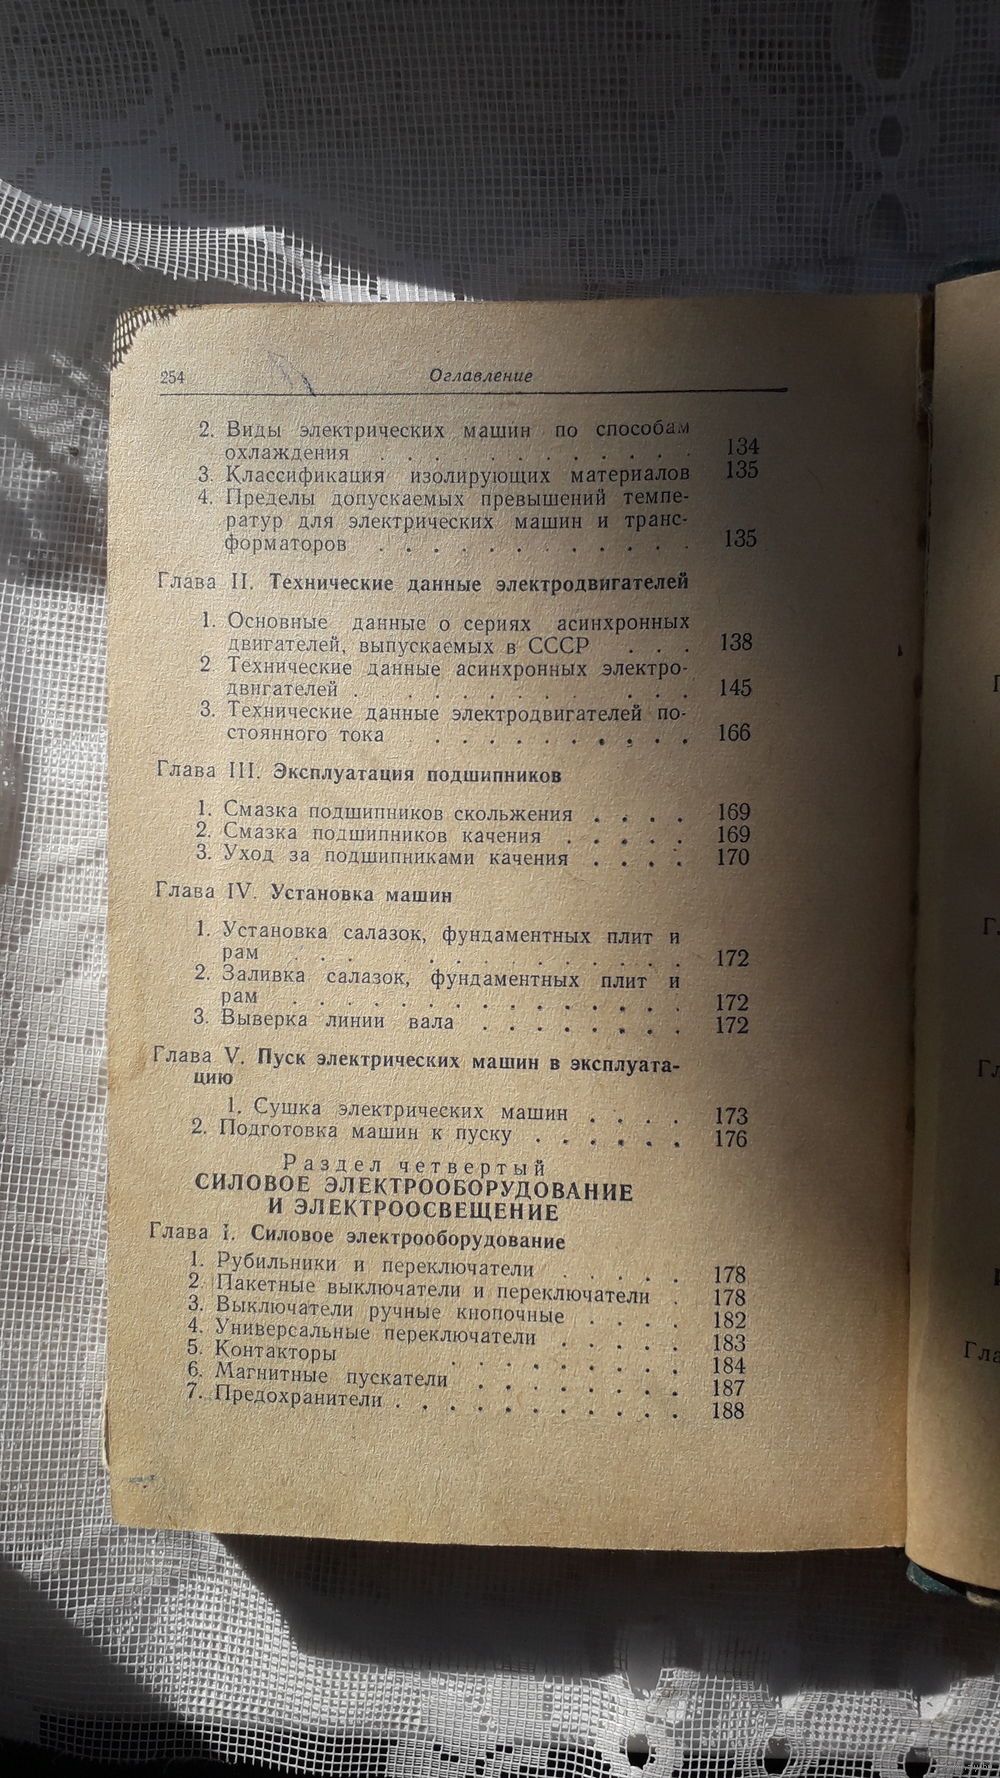 254 Оглавление
2. Виды электрических машин по способам
охлаждения . . . . . . . . . . . . 134
3. Классификация изолирующих материалов 135
4. Пределы допускаемых превышений темпе-
ратур для электрических машин и транс-
форматоров . . . . . . . . . . . . 135
Глава II. Технические данные электродвигателей
1. Основные данные о сериях асинхронных
двигателей, выпускаемых в СССР . . . 138
2 Технические данные асинхронных электро-
двигателей . . . . . . . . . . . 145
3. Технические данные электродвигателей по-
стоянного тока . . . . . . . . . . 166
Глава III. Эксплуатация подшипников
1. Смазка подшипников скольжения . . . . 169
2. Смазка подшипников качения . . . . . 169
3. Уход за подшипниками качения . . . . 170
Глава IV. Установка машин
1. Установка салазок, фундаментных плит и
рам . . . . . . . . . . . . . 172
2. Заливка салазок, фундаментных плит и
рам . . . . . . . . . . . . . . . 172
3. Выверка линии вала . . . . . . . . 172
Глава V. Пуск электрических машин в эксплуата-
цию
1. Сушка электрических машин . . . . 173
2. Подготовка машин к пуску . . . . . . 176
Раздел четвертый
СИЛОВОЕ ЭЛЕКТРООБОРУДОВАНИЕ
И ЭЛЕКТРООСВЕЩЕНИЕ
Глава I. Силовое электрооборудование
1. Рубильники и переключатели . . . . . 178
2. Пакетные выключатели и переключатели . 178
3. Выключатели ручные кнопочные . . . . 182
4. Универсальные переключатели . . . . . 183
5. Контакторы . . . . . . . . . 184
6. Магнитные пускатели . . . . . . . . 187
7. Предохранители . . . . . . . . . . . 188
Г
Г.
Гл
Гла